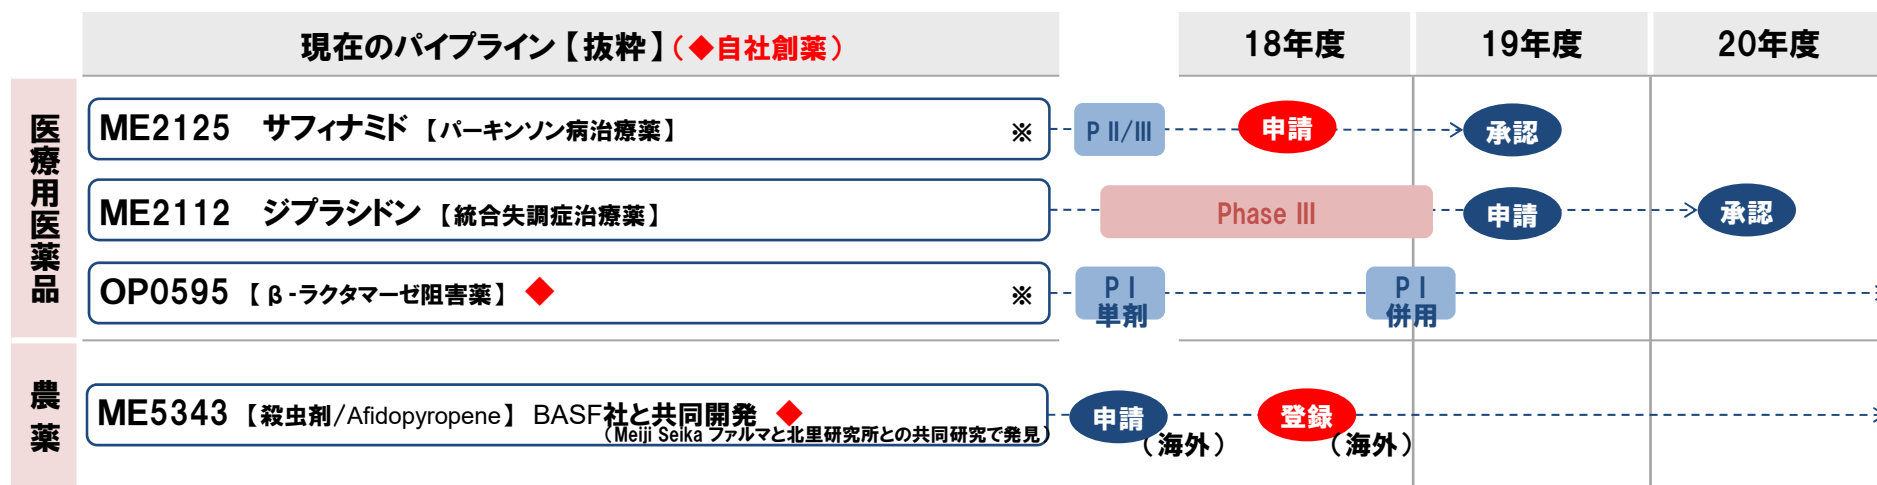 現在のパイプライン【抜粋】（◆自社創薬）
18年度
19年度
20年度
医療用医薬品
ME2125 サフィナミド 【パーキンソン病治療薬】 ※
P II/III
申請
承認
ME2112 ジプラシドン 【統合失調症治療薬】
Phase III
申請
承認
OP0595 【β-ラクタマーゼ阻害薬】 ◆ ※
P I
単剤
P I
併用
農薬
ME5343 【殺虫剤/Afidopyropene】 BASF社と共同開発 ◆
（Meiji Seika ファルマと北里研究所との共同研究で発見）
申請
（海外）
登録
（海外）